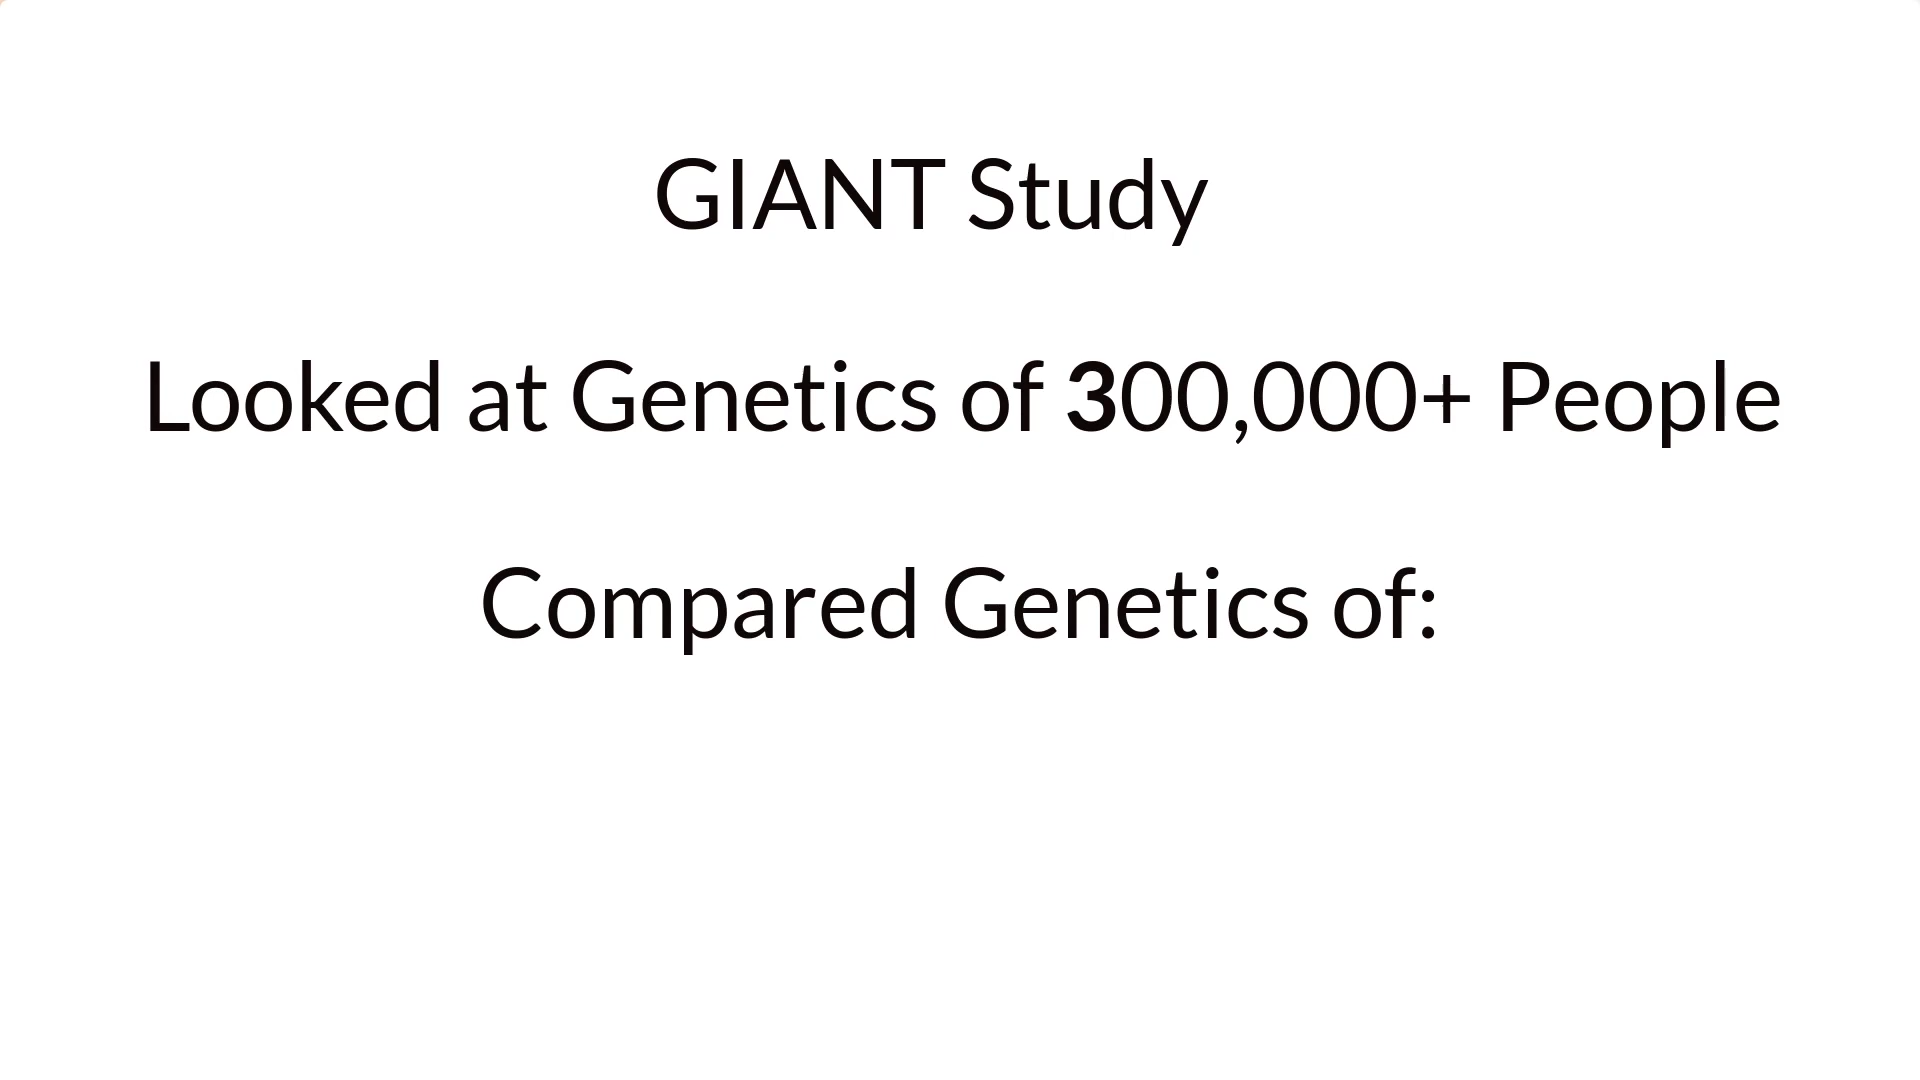 GIANT Study
Looked at Genetics of 300,000+ People
Compared Genetics of: